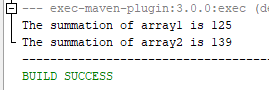 --- exec-maven-plugin:3.0.0:exec (de
The summation of array1 is 125
The summation of array2 is 139
------------------------------------
BUILD SUCCESS